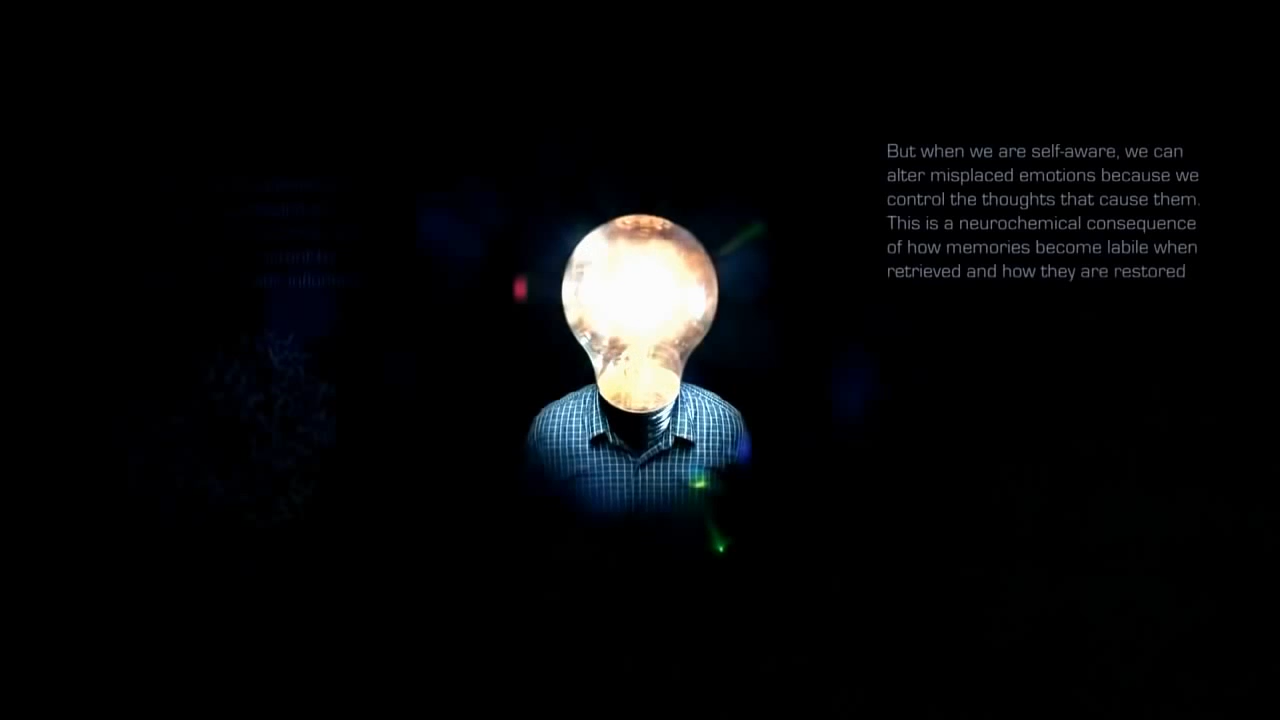 But when we are self-aware, we can
alter misplaced emotions because we
control the thoughts that cause them.
This is a neurochemical consequence
of how memories become labile when
retrieved and how they are restored